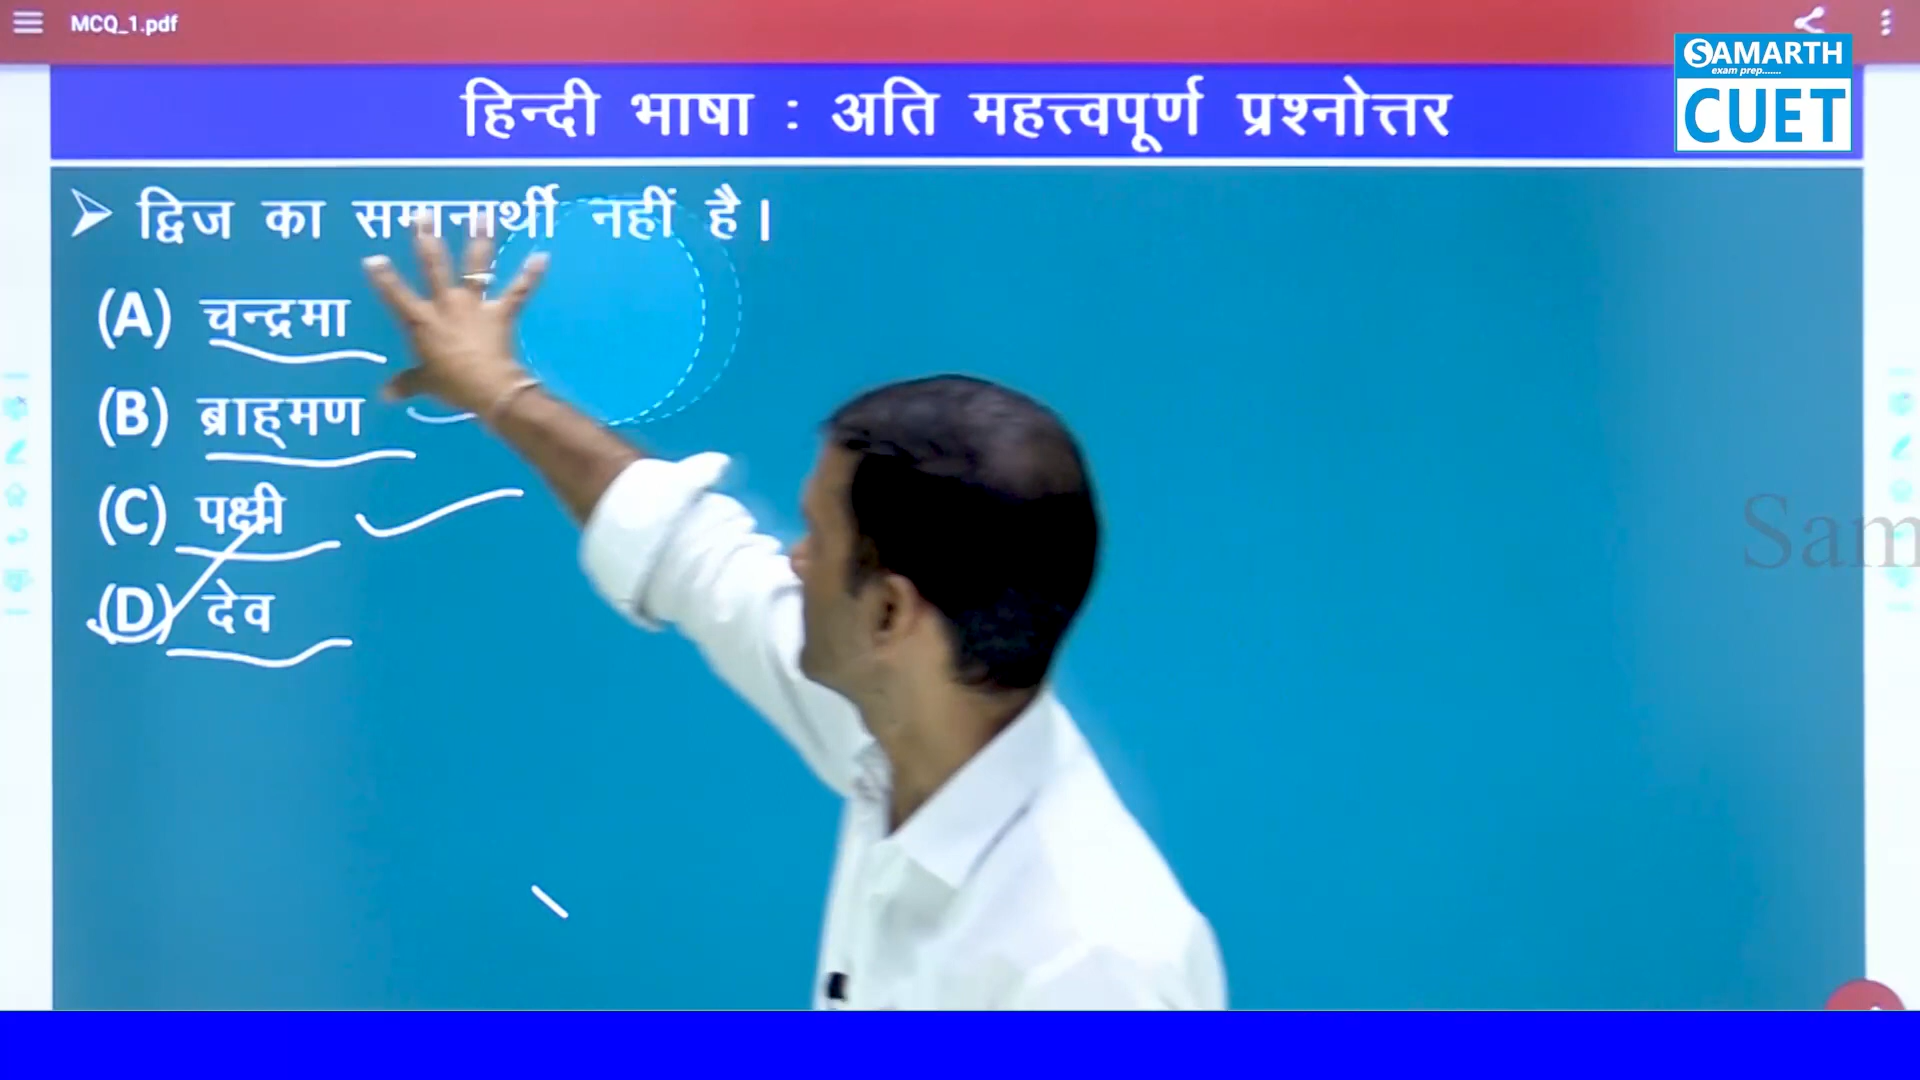 MCQ_1.pdf
SAMARTH
exam prep.......
CUET
हिन्दी भाषा : अति महत्त्वपूर्ण प्रश्नोत्तर
द्विज का समानार्थी नहीं है।
(A) चन्द्रमा
(B) ब्राह्मण
(C) पक्षी
(D) देव
Sam